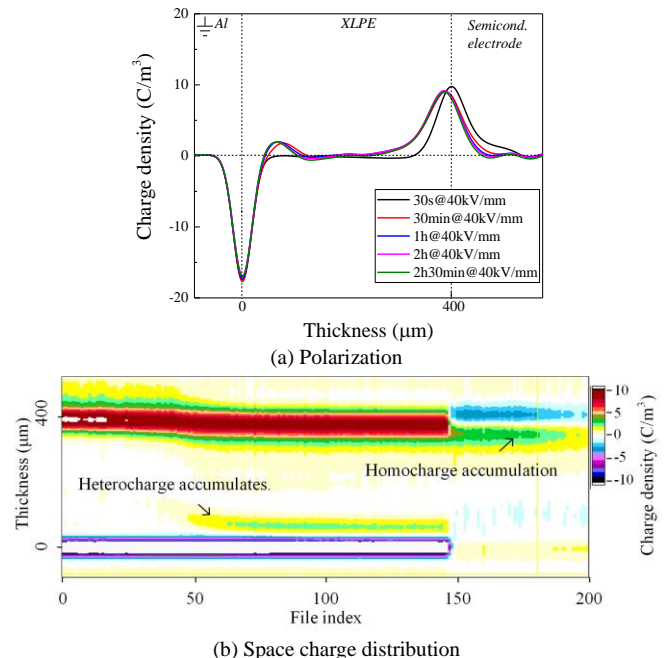 Al
XLPE
Semicond.
electrode
20
10
0
-10
-20
Charge density (C/m³)
30s@40kV/mm
30min@40kV/mm
1h@40kV/mm
2h@40kV/mm
2h30min@40kV/mm
0
400
Thickness (μm)
(a) Polarization
400
0
Thickness (μm)
Heterocharge accumulates.
Homocharge accumulation
10
5
0
-5
-10
Charge density (C/m³)
0
50
100
150
200
File index
(b) Space charge distribution